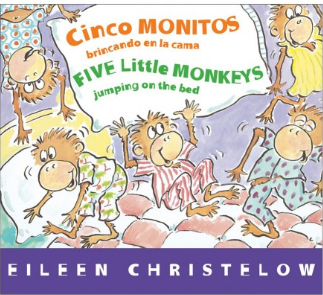 Cinco MONITOS
brincando en la cama
FIVE Little MONKEYS
jumping on the bed
EILEEN CHRISTELOW